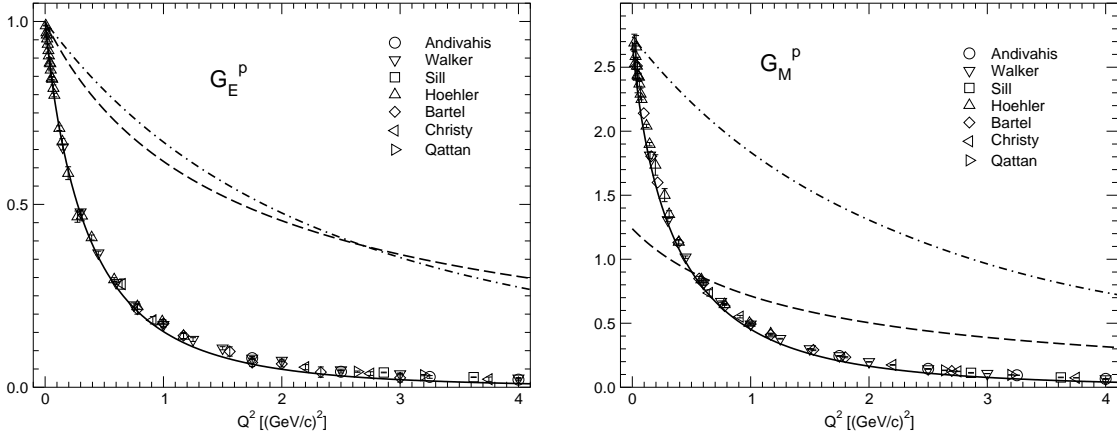 1.0
0.5
0.0
0
1
2
3
4
Q² [(GeV/c)²]
G_E^p
Andivahis
Walker
Sill
Hoehler
Bartel
Christy
Qattan
2.5
2.0
1.5
1.0
0.5
0.0
0
1
2
3
4
Q² [(GeV/c)²]
G_M^p
Andivahis
Walker
Sill
Hoehler
Bartel
Christy
Qattan